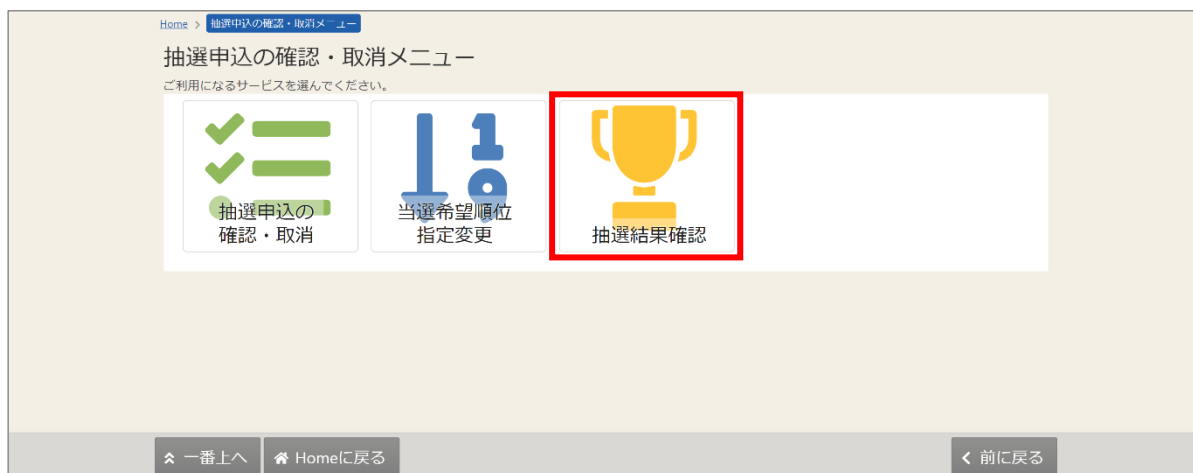 Home > 抽選申込の確認・取消メニュー
抽選申込の確認・取消メニュー
ご利用になるサービスを選んでください。
抽選申込の
確認・取消
当選希望順位
指定変更
抽選結果確認
一番上へ
Homeに戻る
前に戻る